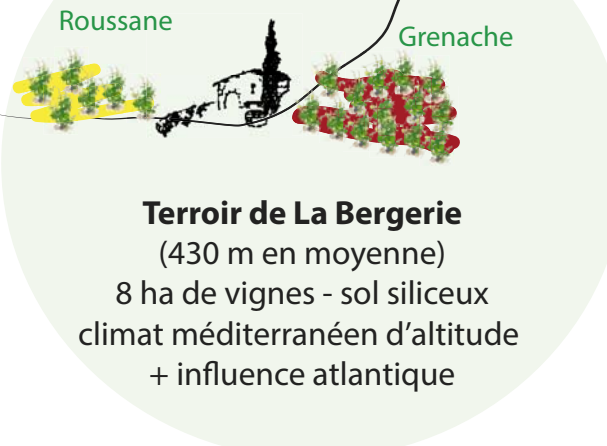 Roussane
Grenache
Terroir de La Bergerie
(430 m en moyenne)
8 ha de vignes - sol siliceux
climat méditerranéen d’altitude
+ influence atlantique